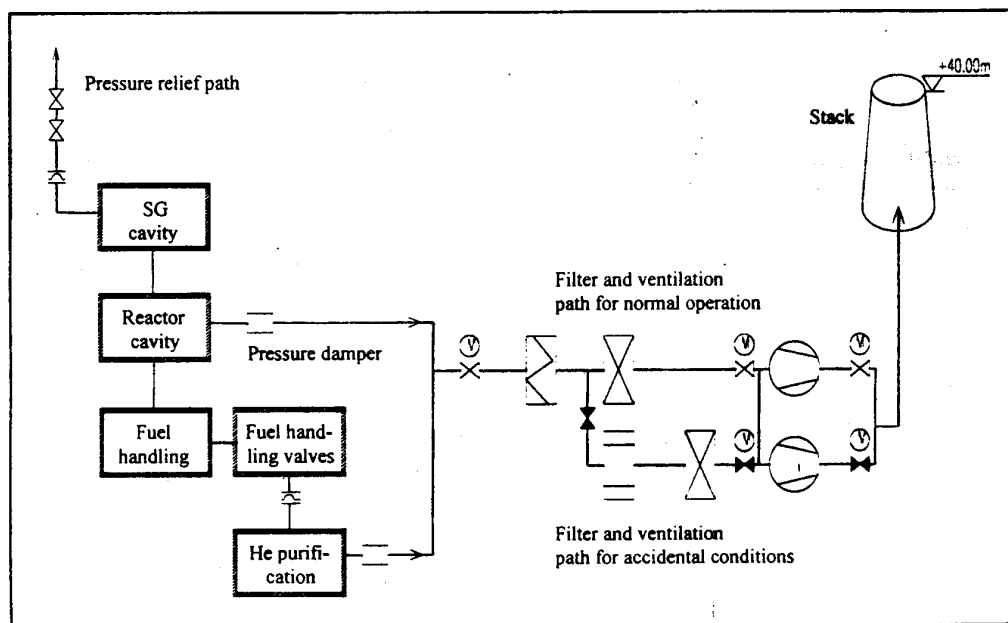 Pressure relief path
+40.00m
Stack
SG
cavity
Filter and ventilation
path for normal operation
Reactor
cavity
Pressure damper
V
V
V
Fuel
handling
Fuel hand-
ling valves
V
V
He purifi-
cation
Filter and ventilation
path for accidental conditions